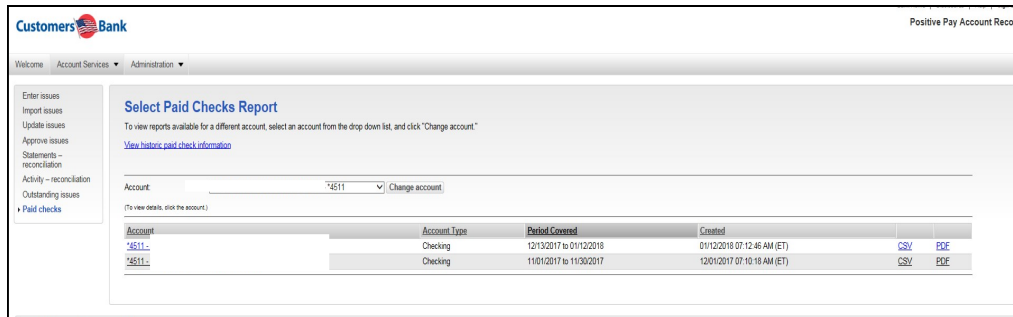 Customers Bank
Positive Pay Account Reco
Welcome Account Services Administration
Enter issues
Import issues
Update issues
Approve issues
Statements –
reconciliation
Activity – reconciliation
Outstanding issues
Paid checks
Select Paid Checks Report
To view reports available for a different account, select an account from the drop down list, and click "Change account."
View historic paid check information
Account: *4511 Change account
(To view details, click the account.)
Account Account Type Period Covered Created
*4511 - Checking 12/13/2017 to 01/12/2018 01/12/2018 07:12:46 AM (ET) CSV PDF
*4511 - Checking 11/01/2017 to 11/30/2017 12/01/2017 07:10:18 AM (ET) CSV PDF